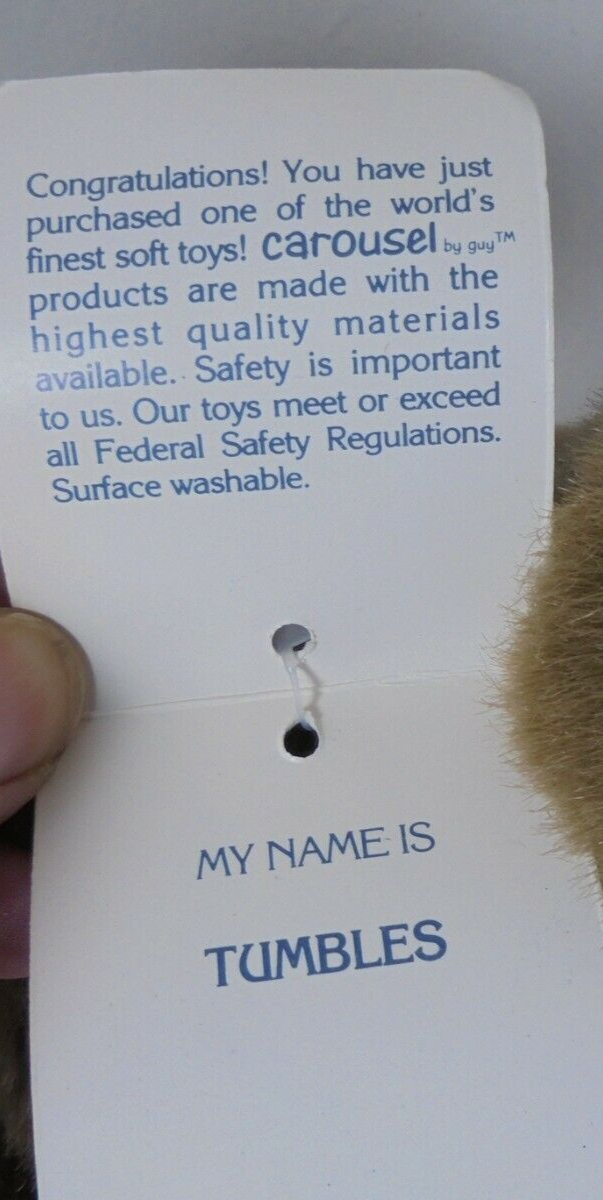 Congratulations! You have just
purchased one of the world's
finest soft toys! carousel by guy™
products are made with the
highest quality materials
available. Safety is important
to us. Our toys meet or exceed
all Federal Safety Regulations.
Surface washable.
MY NAME IS
TUMBLES